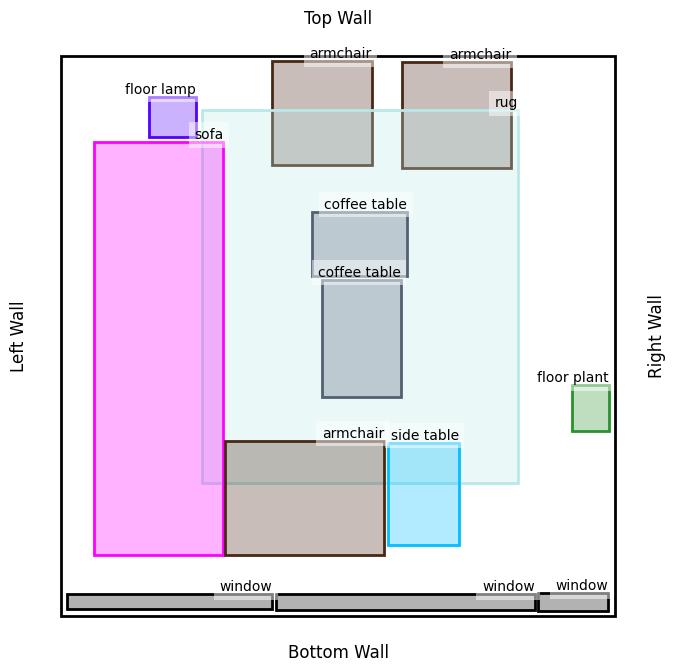 Top Wall
armchair
armchair
floor lamp
rug
sofa
coffee table
coffee table
Left Wall
Right Wall
floor plant
armchair
side table
window
window
window
Bottom Wall